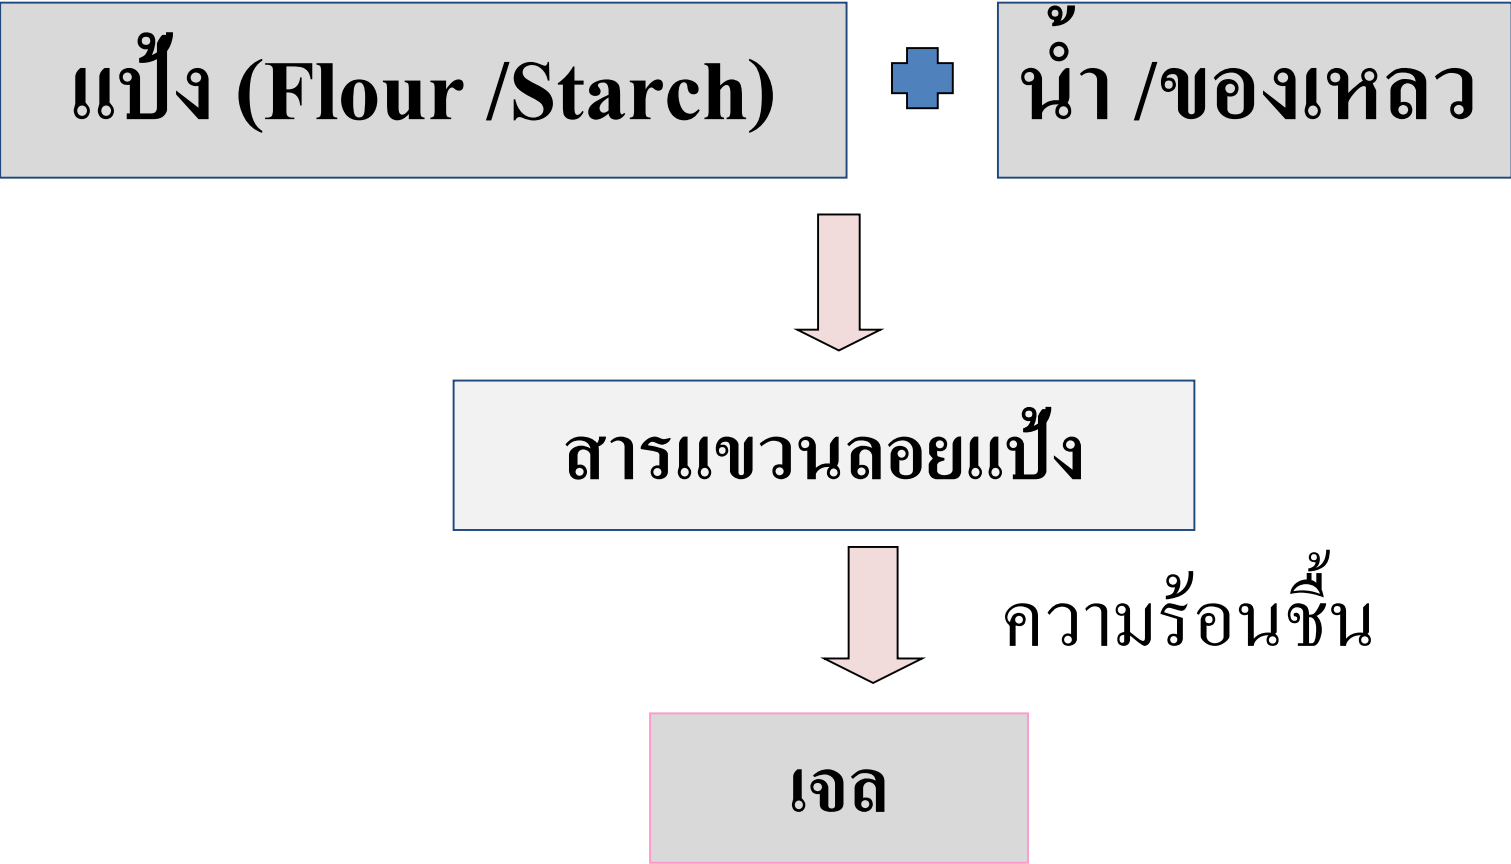 แป้ง (Flour /Starch)
น้ำ /ของเหลว
สารแขวนลอยแป้ง
ความร้อนชื้น
เจล